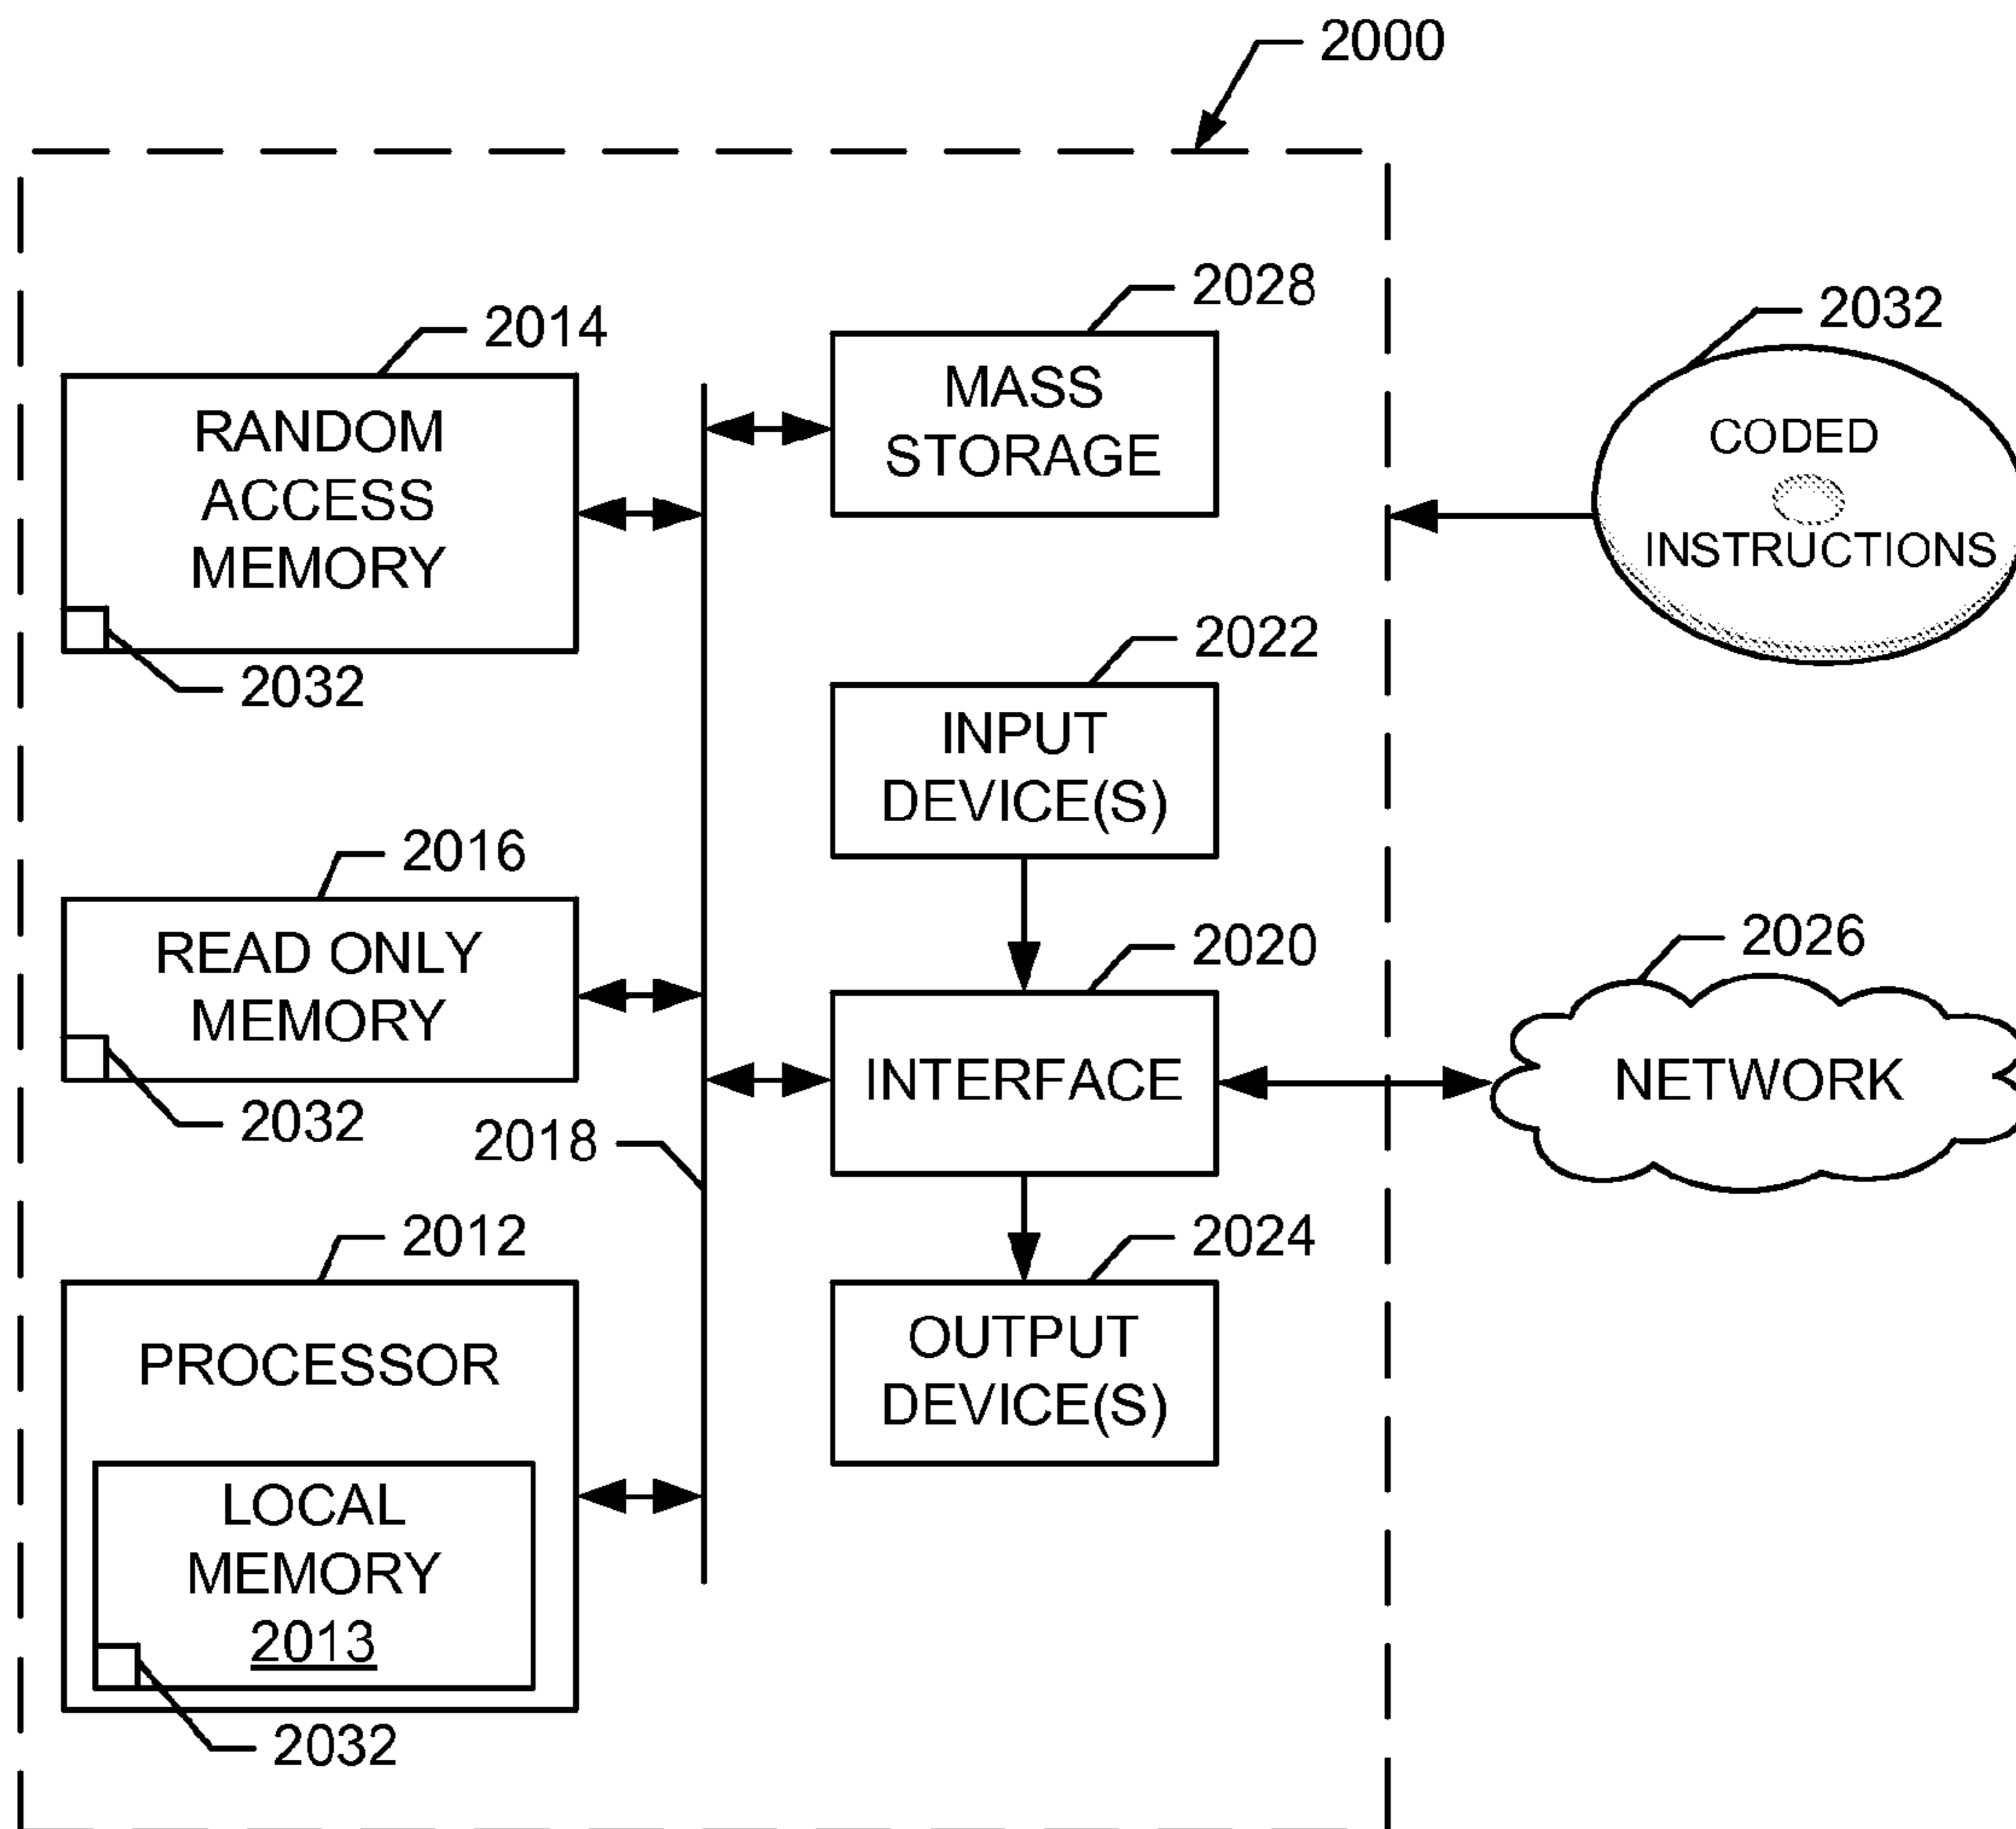 2000
2028
2014
2032
MASS
STORAGE
RANDOM
ACCESS
MEMORY
CODED
INSTRUCTIONS
2032
2022
INPUT
DEVICE(S)
2016
READ ONLY
MEMORY
2020
2026
INTERFACE
NETWORK
2032
2018
2012
2024
PROCESSOR
OUTPUT
DEVICE(S)
LOCAL
MEMORY
2013
2032